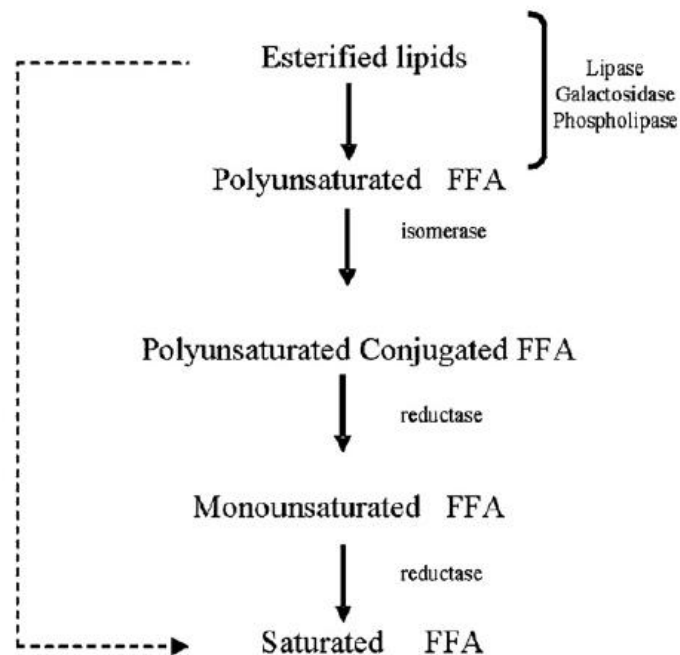 Esterified lipids
Lipase
Galactosidase
Phospholipase
Polyunsaturated FFA
isomerase
Polyunsaturated Conjugated FFA
reductase
Monounsaturated FFA
reductase
Saturated FFA